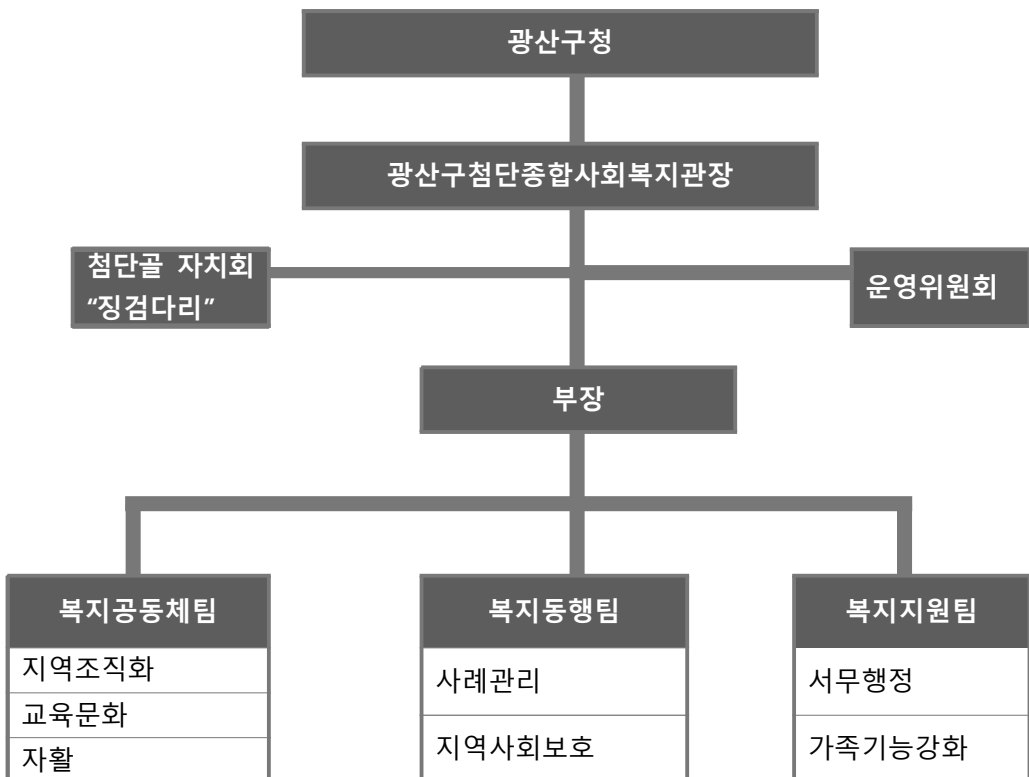 광산구청
광산구첨단종합사회복지관장
첨단골 자치회
“징검다리”
운영위원회
부장
복지공동체팀
지역조직화
교육문화
자활
복지동행팀
사례관리
지역사회보호
복지지원팀
서무행정
가족기능강화